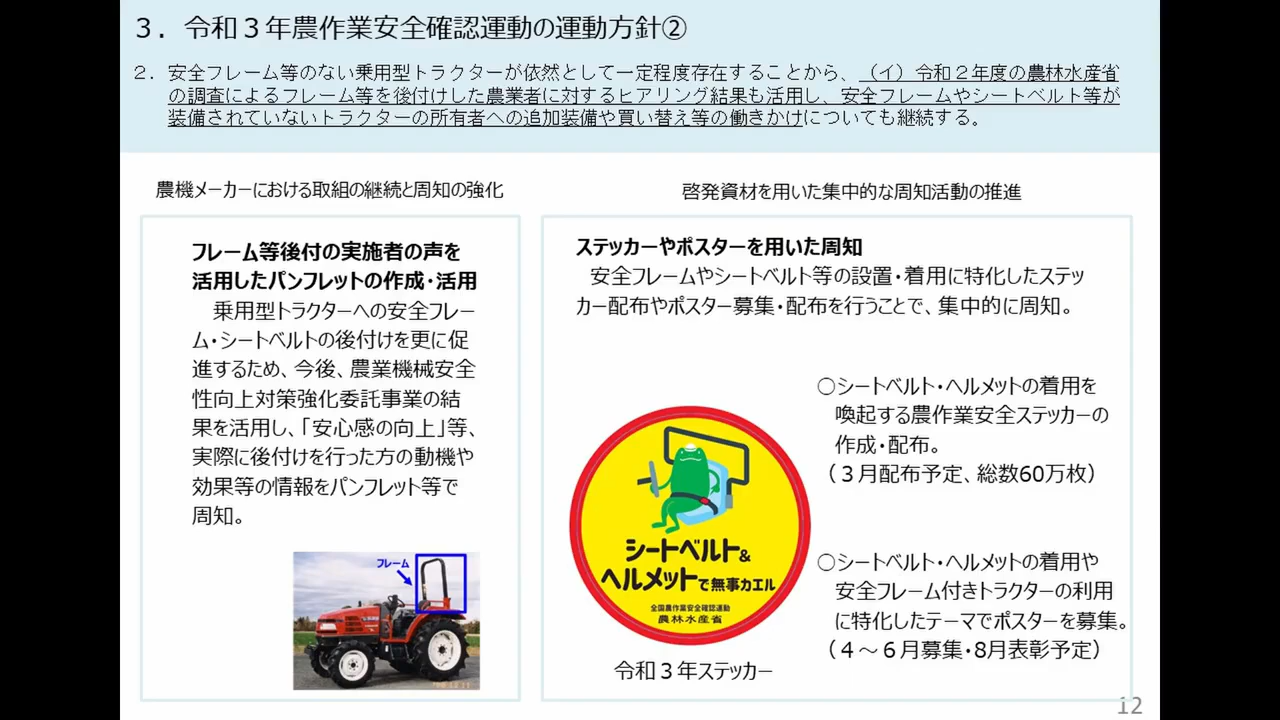 ３．令和３年農作業安全確認運動の運動方針②
２．安全フレーム等のない乗用型トラクターが依然として一定程度存在することから、（イ）令和２年度の農林水産省
の調査によるフレーム等を後付けした農業者に対するヒアリング結果も活用し、安全フレームやシートベルト等が
装備されていないトラクターの所有者への追加装備や買い替え等の働きかけについても継続する。
農機メーカーにおける取組の継続と周知の強化
フレーム等後付の実施者の声を
活用したパンフレットの作成・活用
乗用型トラクターへの安全フレー
ム・シートベルトの後付けを更に促
進するため、今後、農業機械安全
性向上対策強化委託事業の結
果を活用し、「安心感の向上」等、
実際に後付けを行った方の動機や
効果等の情報をパンフレット等で
周知。
フレーム
啓発資材を用いた集中的な周知活動の推進
ステッカーやポスターを用いた周知
安全フレームやシートベルト等の設置・着用に特化したステッ
カー配布やポスター募集・配布を行うことで、集中的に周知。
シートベルト&
ヘルメットで無事カエル
全国農作業安全確認運動
農林水産省
令和３年ステッカー
○シートベルト・ヘルメットの着用を
喚起する農作業安全ステッカーの
作成・配布。
（３月配布予定、総数60万枚）
○シートベルト・ヘルメットの着用や
安全フレーム付きトラクターの利用
に特化したテーマでポスターを募集。
（４～６月募集・8月表彰予定）
12